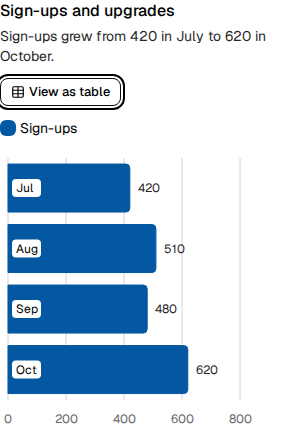 Sign-ups and upgrades
Sign-ups grew from 420 in July to 620 in
October.
View as table
Sign-ups
Jul 420
Aug 510
Sep 480
Oct 620
0 200 400 600 800